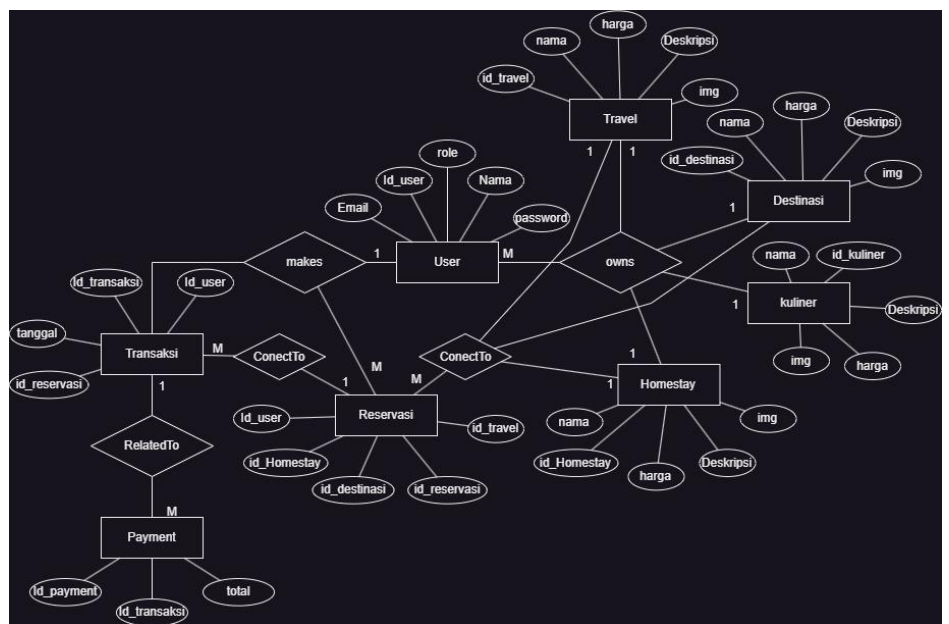 harga
nama
Deskripsi
id_travel
img
Travel
1
1
harga
nama
Deskripsi
id_destinasi
img
Destinasi
1
role
Id_user
Nama
Email
password
User
1
M
makes
owns
nama
id_kuliner
kuliner
1
Deskripsi
img
harga
Id_transaksi
Id_user
tanggal
Transaksi
id_reservasi
M
1
ConectTo
1
M
ConectTo
M
1
1
Homestay
nama
img
id_Homestay
harga
Deskripsi
Reservasi
Id_user
id_travel
id_Homestay
id_destinasi
id_reservasi
RelatedTo
M
Payment
Id_payment
Id_transaksi
total